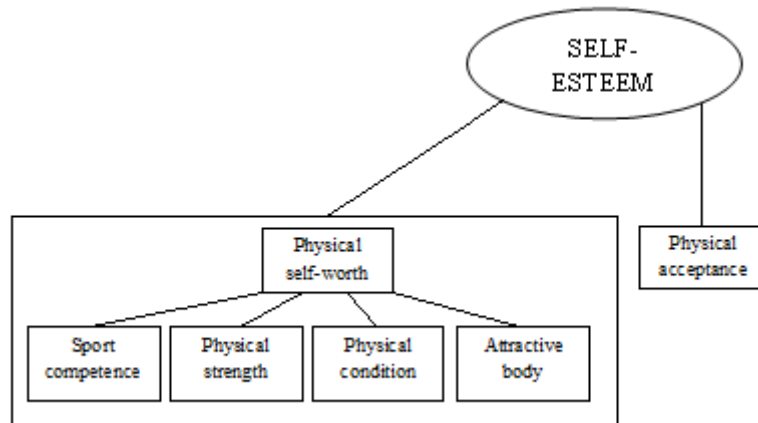 SELF-
ESTEEM
Physical
self-worth
Physical
acceptance
Sport
competence
Physical
strength
Physical
condition
Attractive
body